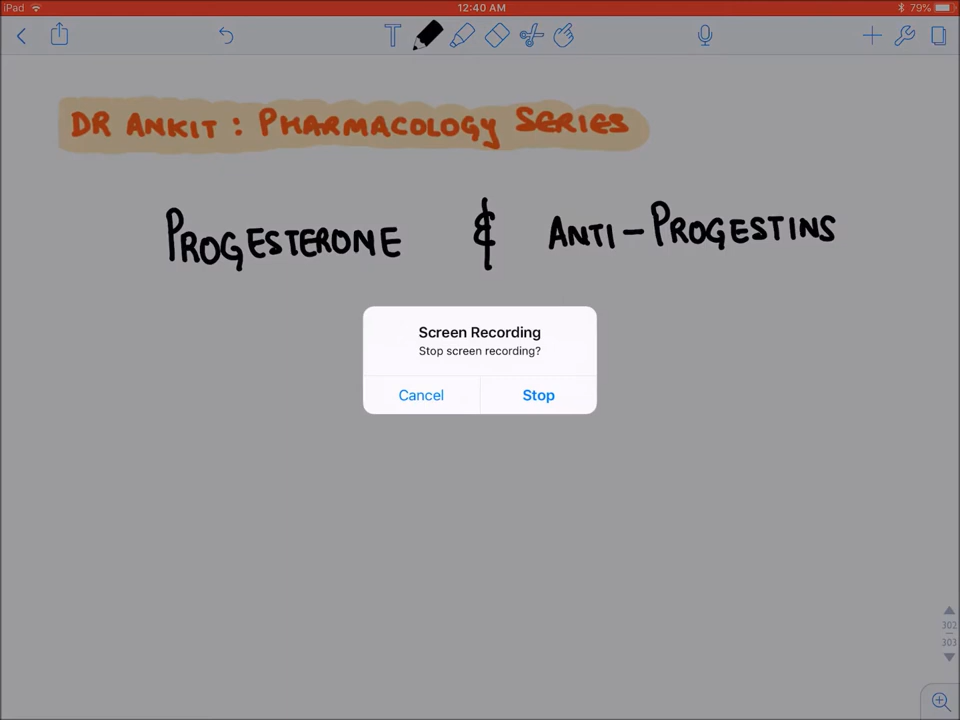 iPad 12:40 AM 79%
T
DR ANKIT : PHARMACOLOGY SERIES
PROGESTERONE & ANTI-PROGESTINS
Screen Recording
Stop screen recording?
Cancel Stop
302
303